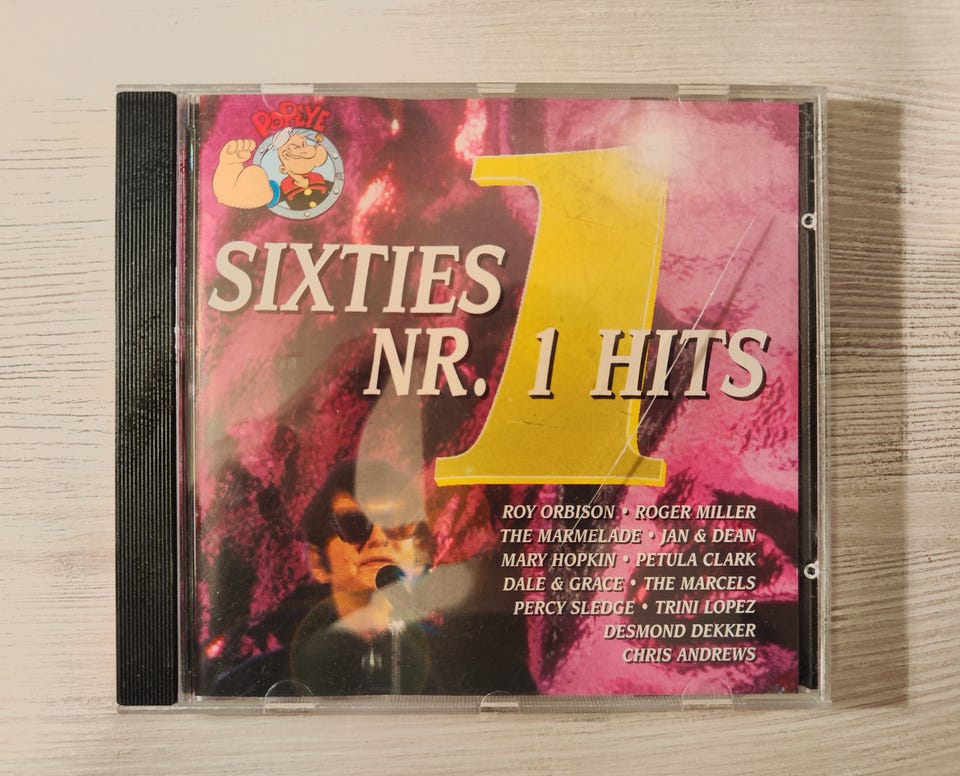 POPEYE
1
SIXTIES
NR. 1 HITS
ROY ORBISON • ROGER MILLER
THE MARMELADE • JAN & DEAN
MARY HOPKIN • PETULA CLARK
DALE & GRACE • THE MARCELS
PERCY SLEDGE • TRINI LOPEZ
DESMOND DEKKER
CHRIS ANDREWS